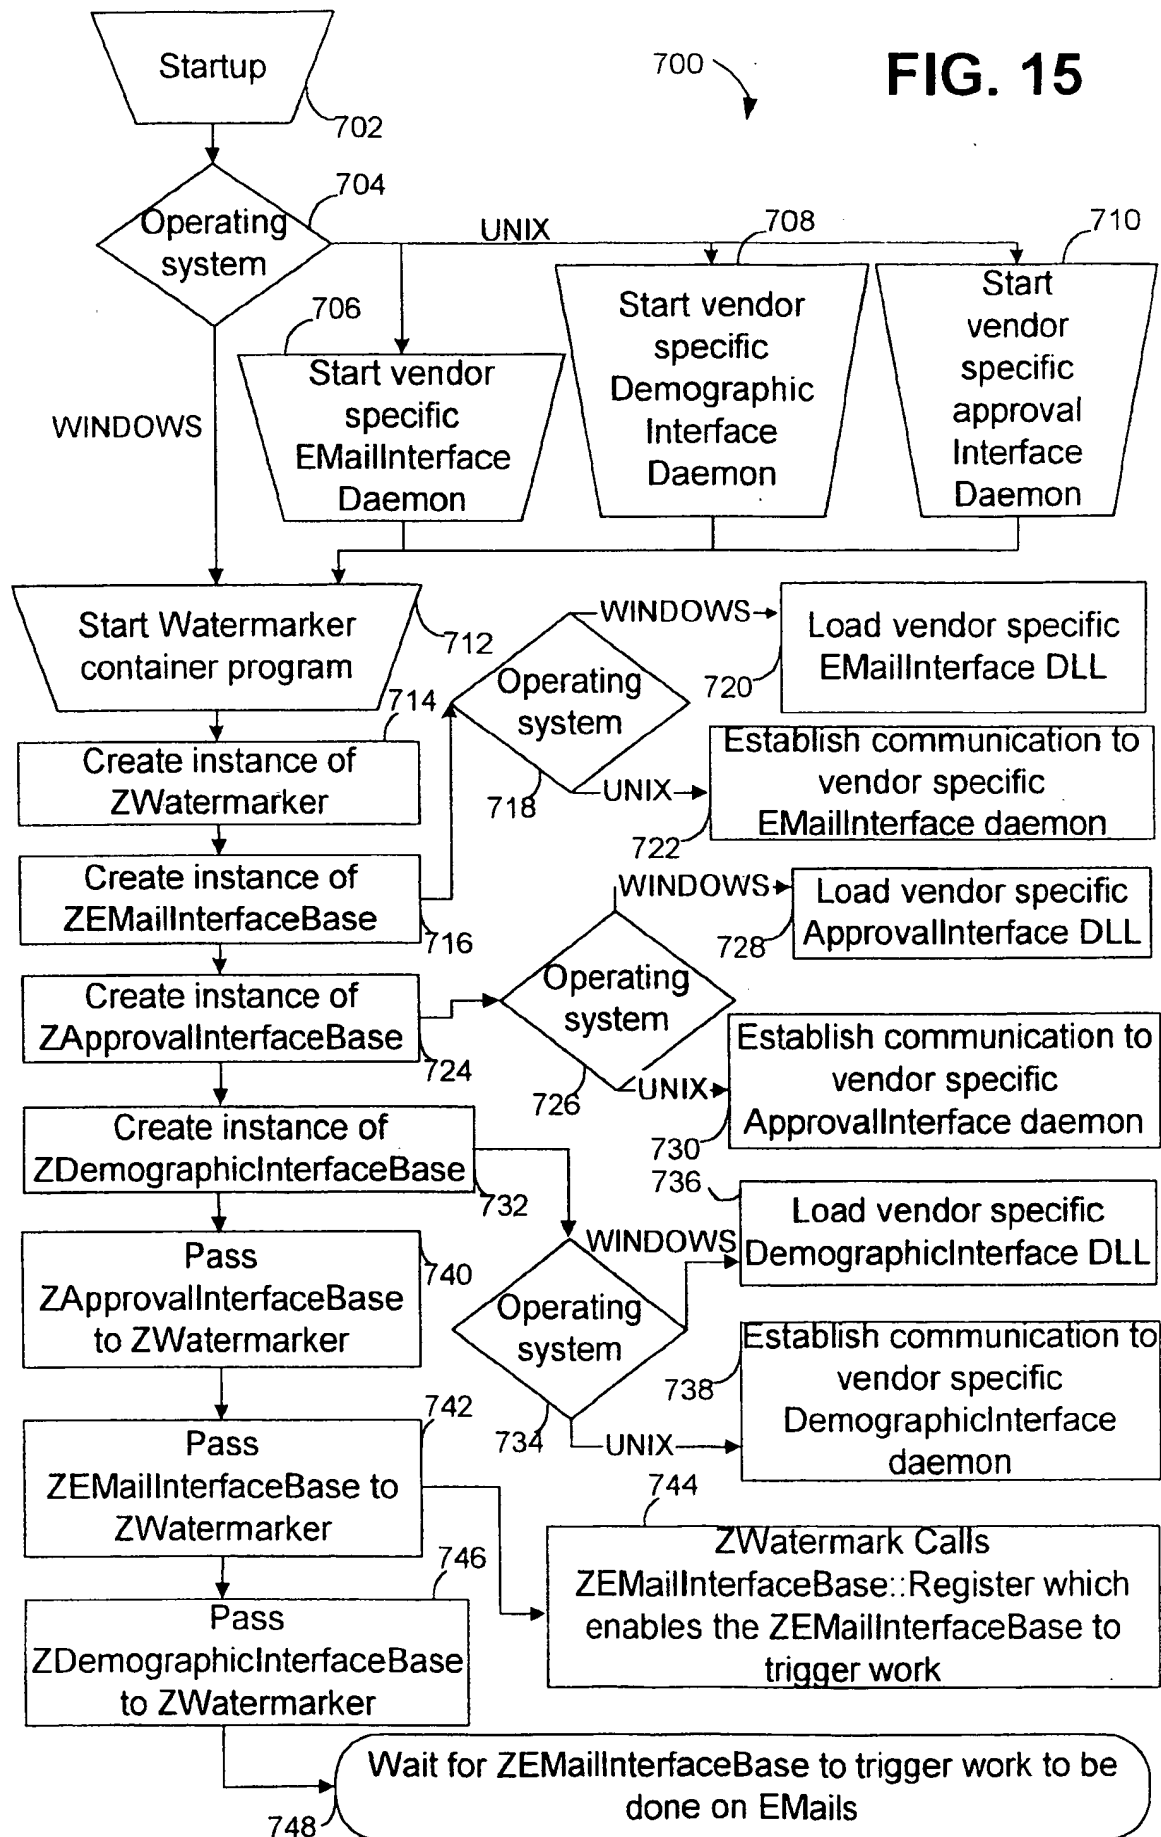 FIG. 15
700
Startup
702
Operating
system
704
UNIX
WINDOWS
706
Start vendor
specific
EMailInterface
Daemon
708
Start vendor
specific
Demographic
Interface
Daemon
710
Start
vendor
specific
approval
Interface
Daemon
Start Watermarker
container program
712
714
Create instance of
ZWatermarker
Create instance of
ZEMailInterfaceBase
716
Operating
system
718
WINDOWS
Load vendor specific
EMailInterface DLL
720
UNIX
Establish communication to
vendor specific
EMailInterface daemon
722
Create instance of
ZApprovalInterfaceBase
724
Operating
system
726
WINDOWS
Load vendor specific
ApprovalInterface DLL
728
UNIX
Establish communication to
vendor specific
ApprovalInterface daemon
730
Create instance of
ZDemographicInterfaceBase
732
Operating
system
734
WINDOWS
736
Load vendor specific
DemographicInterface DLL
UNIX
Establish communication to
vendor specific
DemographicInterface
daemon
738
Pass
ZApprovalInterfaceBase
to ZWatermarker
740
Pass
ZEMailInterfaceBase to
ZWatermarker
742
744
ZWatermark Calls
ZEMailInterfaceBase::Register which
enables the ZEMailInterfaceBase to
trigger work
746
Pass
ZDemographicInterfaceBase
to ZWatermarker
Wait for ZEMailInterfaceBase to trigger work to be
done on EMails
748